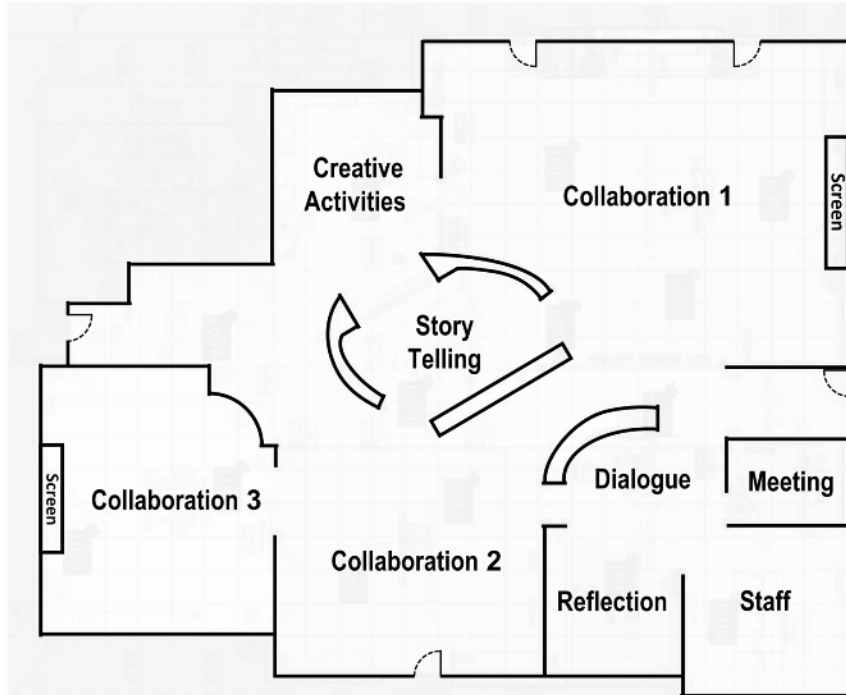 Creative
Activities
Collaboration 1
Screen
Story
Telling
Screen
Collaboration 3
Dialogue
Meeting
Collaboration 2
Reflection
Staff